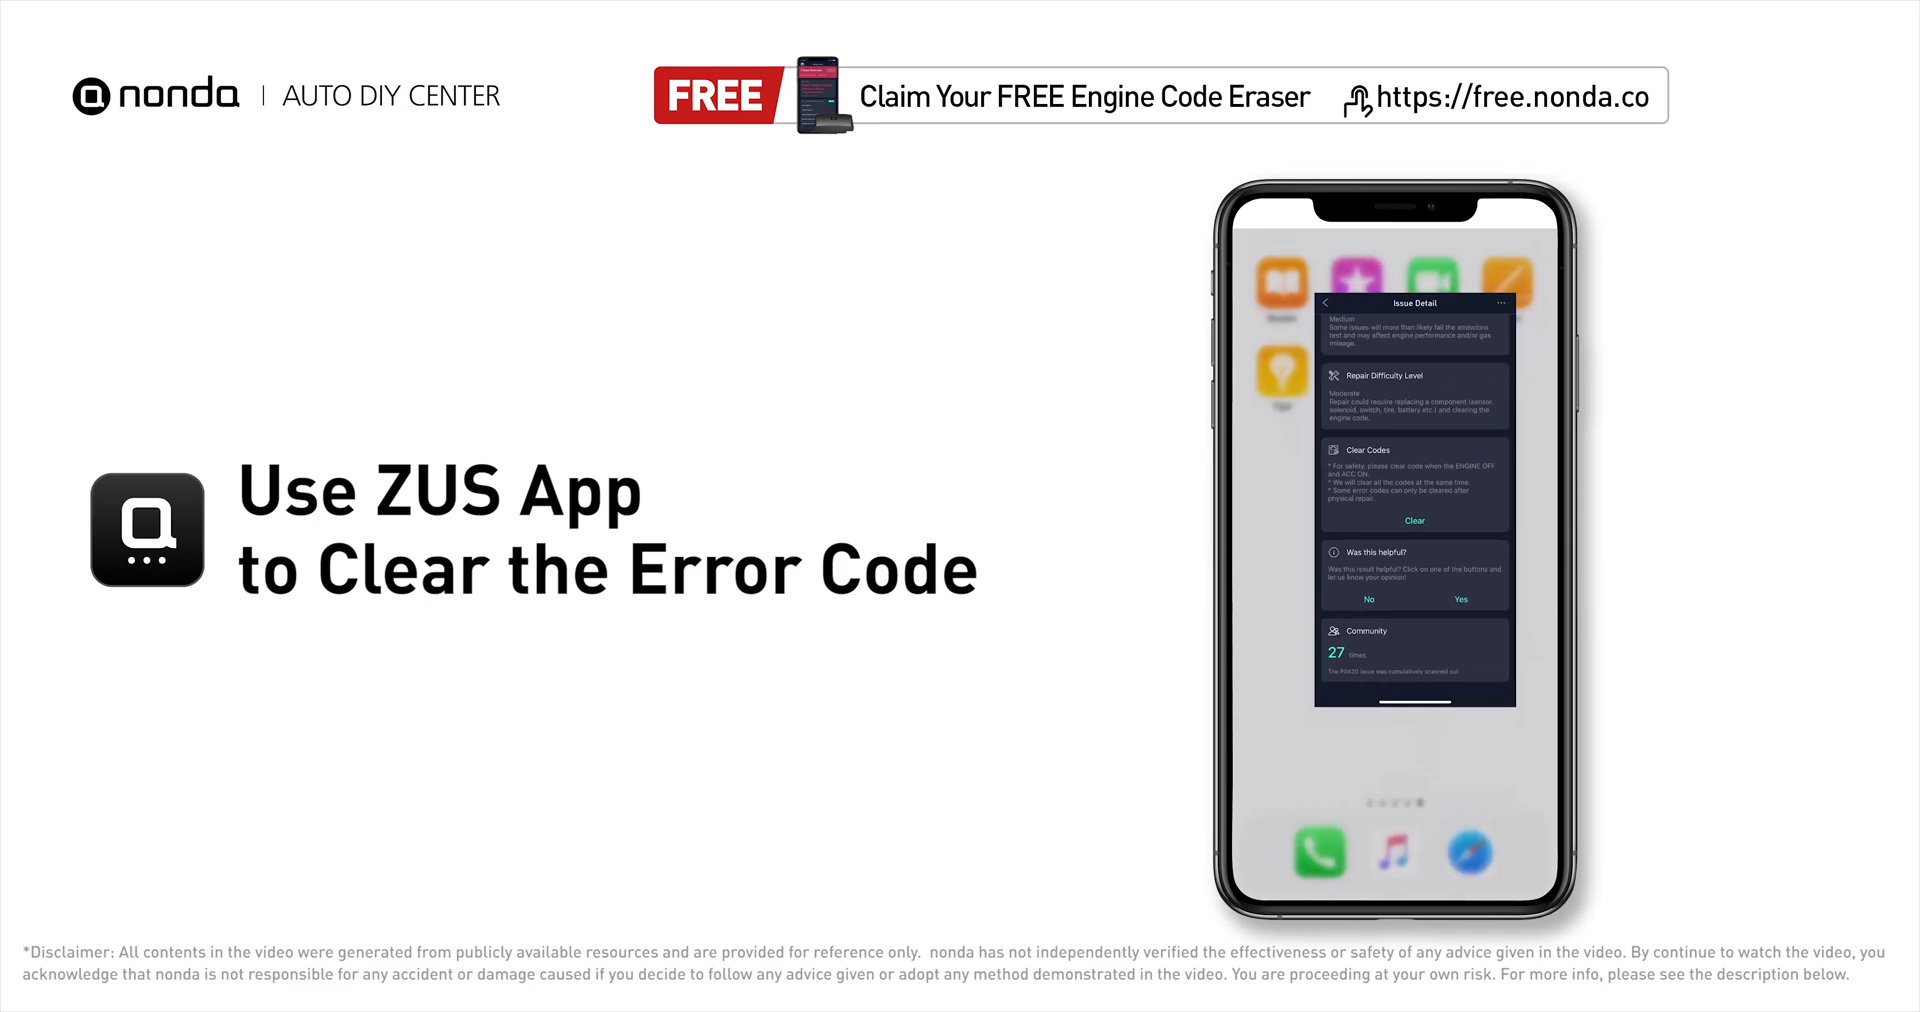 nonda | AUTO DIY CENTER
FREE
Claim Your FREE Engine Code Eraser
https://free.nonda.co
Use ZUS App
to Clear the Error Code
Issue Detail
Medium
Some issues will more than likely fail the emissions
test and may affect engine performance and/or gas
mileage.
Repair Difficulty Level
Moderate
Repair could require replacing a component (sensor,
solenoid, switch, tire, battery etc.) and clearing the
engine code.
Clear Codes
* For safety, please clear code when the ENGINE OFF
and ACC ON.
* We will clear all the codes at the same time.
* Some error codes can only be cleared after
physical repair.
Clear
Was this helpful?
Was this result helpful? Click on one of the buttons and
let us know your opinion!
No Yes
Community
27 times
The P0420 issue was cumulatively scanned out.
*Disclaimer: All contents in the video were generated from publicly available resources and are provided for reference only. nonda has not independently verified the effectiveness or safety of any advice given in the video. By continue to watch the video, you
acknowledge that nonda is not responsible for any accident or damage caused if you decide to follow any advice given or adopt any method demonstrated in the video. You are proceeding at your own risk. For more info, please see the description below.